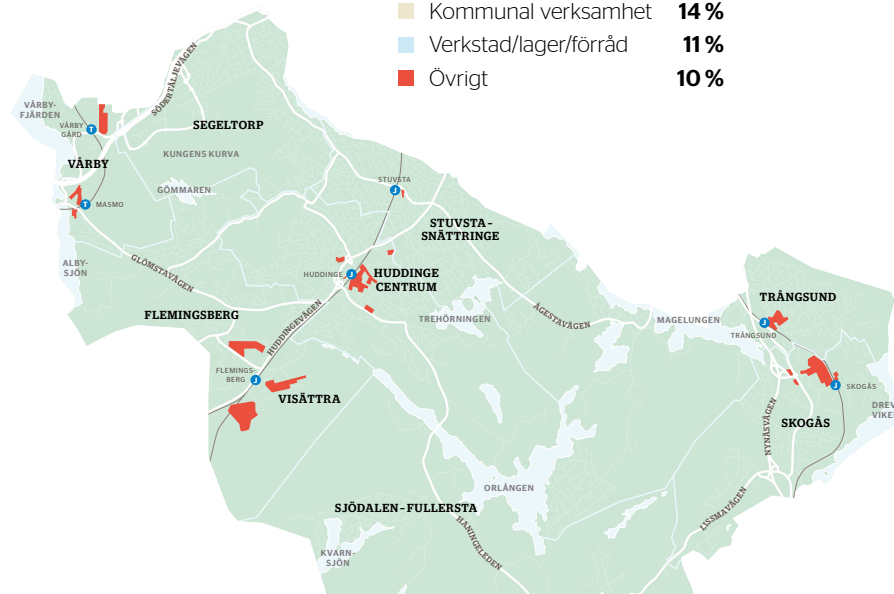 Kommunal verksamhet 14 %
Verkstad/lager/förråd 11 %
Övrigt 10 %
SÖDERTÄLJEVÄGEN
VÅRBY-
FJÄRDEN
VÅRBY
GÅRD
T
SEGELTORP
KUNGENS KURVA
VÅRBY
GÖMMAREN
T
MASMO
STUVSTA
J
STUVSTA–
SNÄTTRINGE
ALBY-
SJÖN
GLÖMSTAVÄGEN
HUDDINGE
J
HUDDINGE
CENTRUM
FLEMINGSBERG
HUDDINGEVÄGEN
TREHÖRNINGEN
ÅGESTAVÄGEN
MAGELUNGEN
TRÅNGSUND
J
TRÅNGSUND
FLEMINGS-
BERG
J
VISÄTTRA
J
SKOGÅS
DREV
VIKEN
NYNÄSVÄGEN
SKOGÅS
ORLÅNGEN
LISSMAVÄGEN
SJÖDALEN–FULLERSTA
HANINGELEDEN
KVARN-
SJÖN